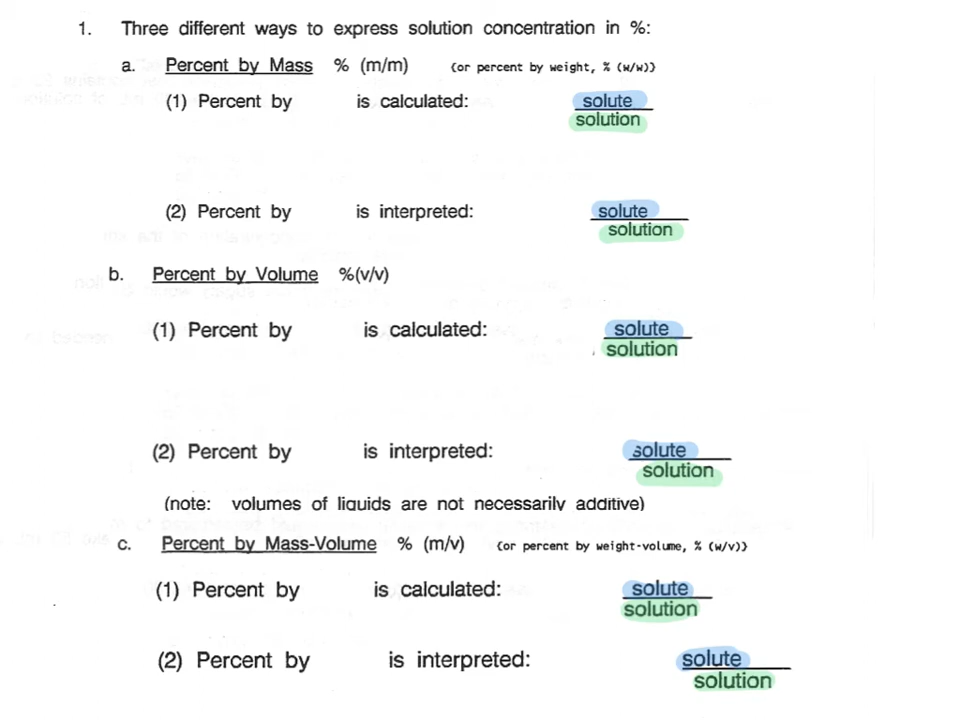 1. Three different ways to express solution concentration in %:
a. Percent by Mass % (m/m) (or percent by weight, % (w/w))
(1) Percent by is calculated: solute
solution
(2) Percent by is interpreted: solute
solution
b. Percent by Volume %(v/v)
(1) Percent by is calculated: solute
solution
(2) Percent by is interpreted: solute
solution
(note: volumes of liquids are not necessarily additive)
c. Percent by Mass-Volume % (m/v) (or percent by weight-volume, % (w/v))
(1) Percent by is calculated: solute
solution
(2) Percent by is interpreted: solute
solution